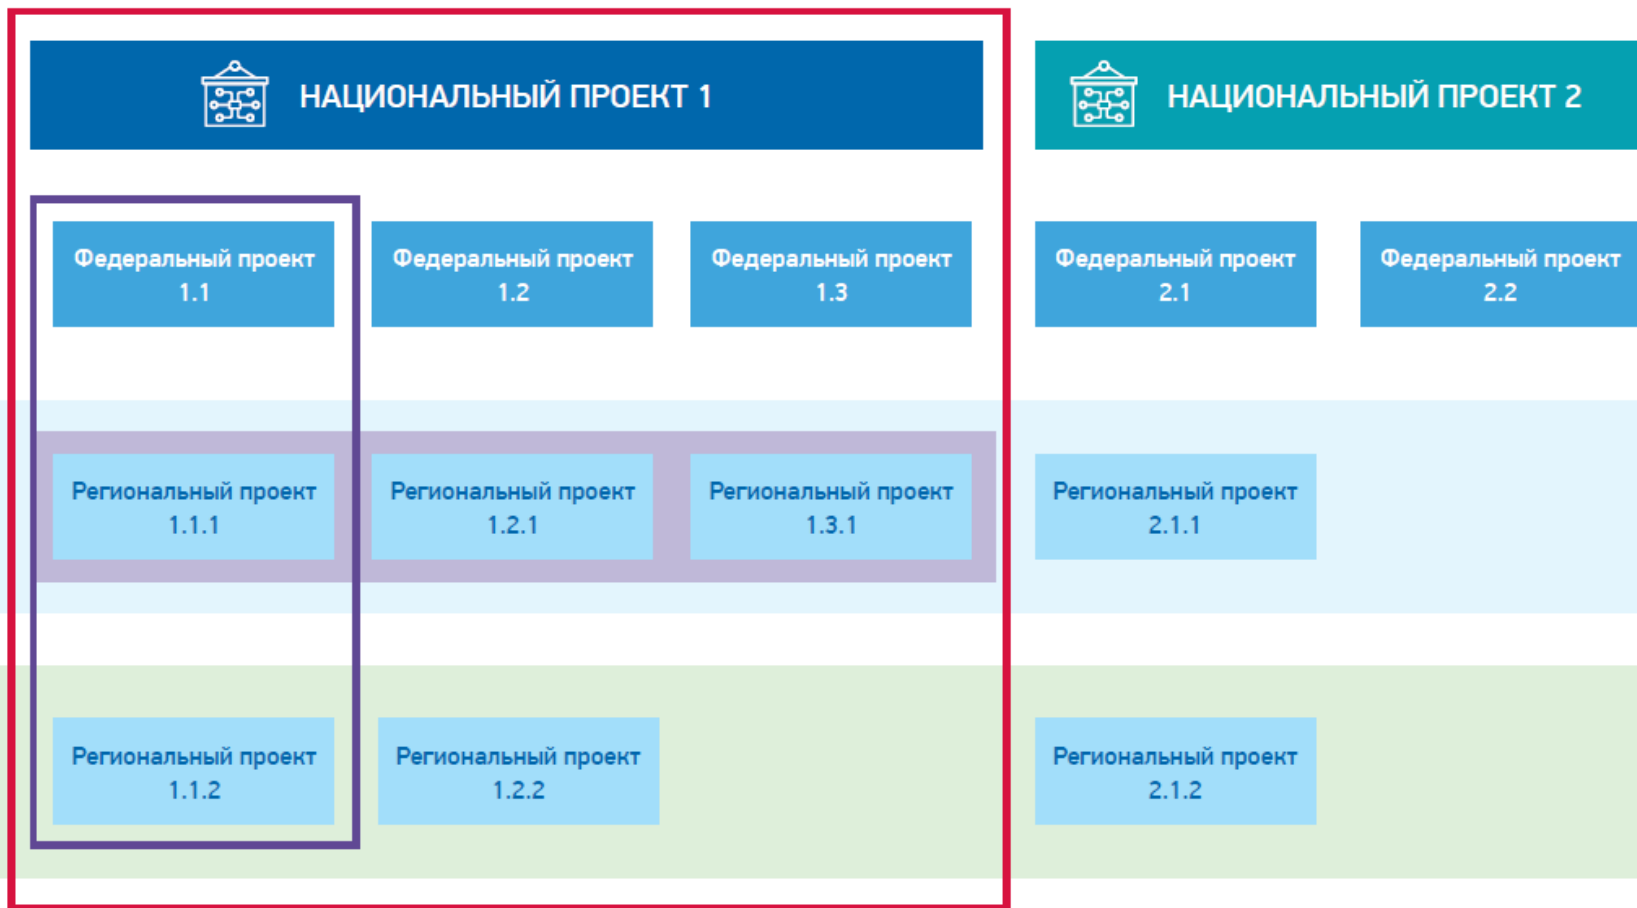 НАЦИОНАЛЬНЫЙ ПРОЕКТ 1
НАЦИОНАЛЬНЫЙ ПРОЕКТ 2
Федеральный проект
1.1
Федеральный проект
1.2
Федеральный проект
1.3
Федеральный проект
2.1
Федеральный проект
2.2
Региональный проект
1.1.1
Региональный проект
1.2.1
Региональный проект
1.3.1
Региональный проект
2.1.1
Региональный проект
1.1.2
Региональный проект
1.2.2
Региональный проект
2.1.2